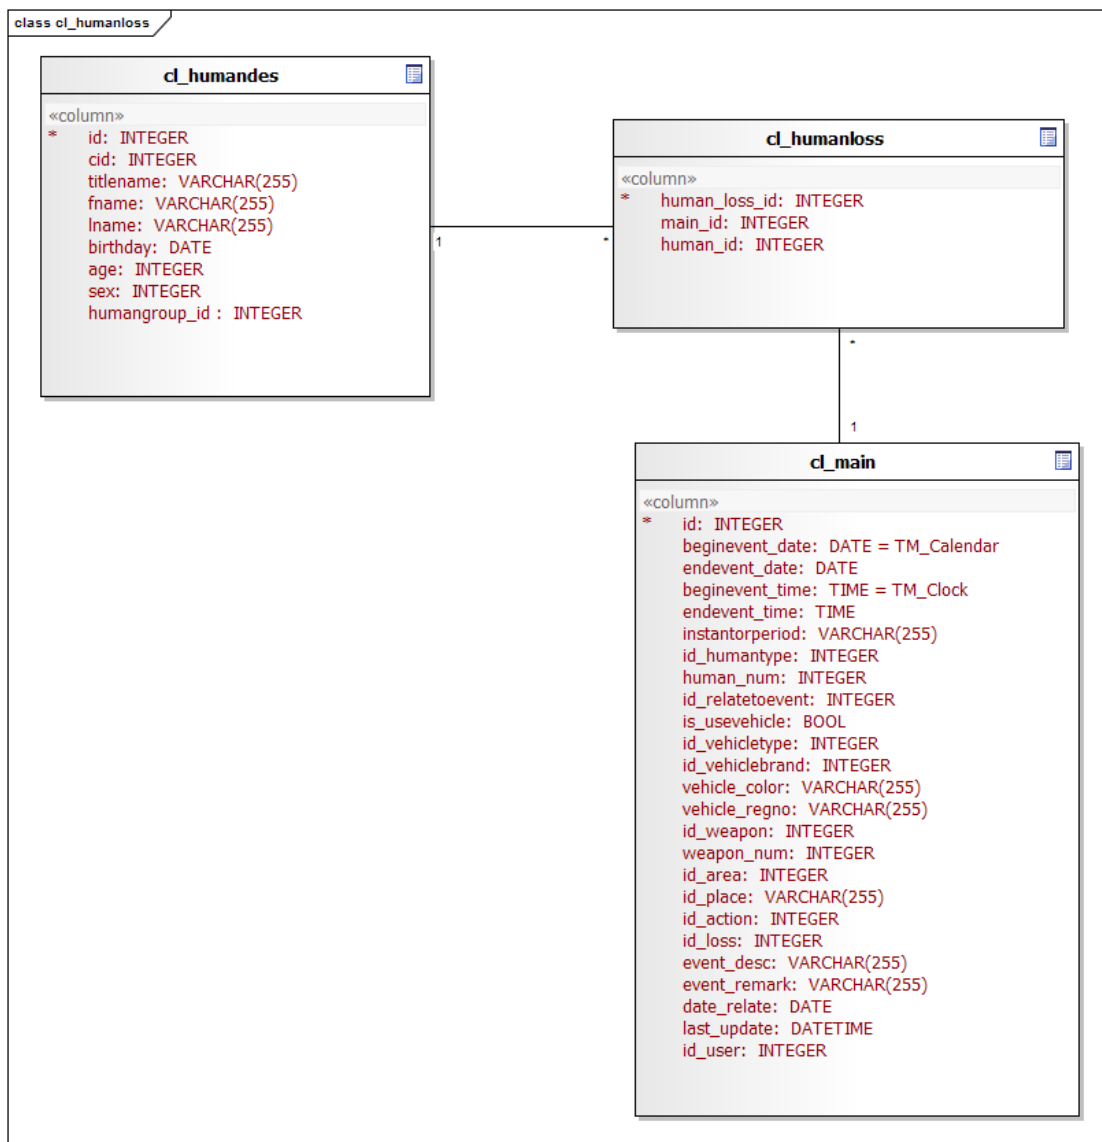 class cl_humanloss
cl_humandes
«column»
* id: INTEGER
cid: INTEGER
titlename: VARCHAR(255)
fname: VARCHAR(255)
lname: VARCHAR(255)
birthday: DATE
age: INTEGER
sex: INTEGER
humangroup_id : INTEGER
1
*
cl_humanloss
«column»
* human_loss_id: INTEGER
main_id: INTEGER
human_id: INTEGER
*
1
cl_main
«column»
* id: INTEGER
beginevent_date: DATE = TM_Calendar
endevent_date: DATE
beginevent_time: TIME = TM_Clock
endevent_time: TIME
instantorperiod: VARCHAR(255)
id_humantype: INTEGER
human_num: INTEGER
id_relatetoevent: INTEGER
is_usevehicle: BOOL
id_vehicletype: INTEGER
id_vehiclebrand: INTEGER
vehicle_color: VARCHAR(255)
vehicle_regno: VARCHAR(255)
id_weapon: INTEGER
weapon_num: INTEGER
id_area: INTEGER
id_place: VARCHAR(255)
id_action: INTEGER
id_loss: INTEGER
event_desc: VARCHAR(255)
event_remark: VARCHAR(255)
date_relate: DATE
last_update: DATETIME
id_user: INTEGER